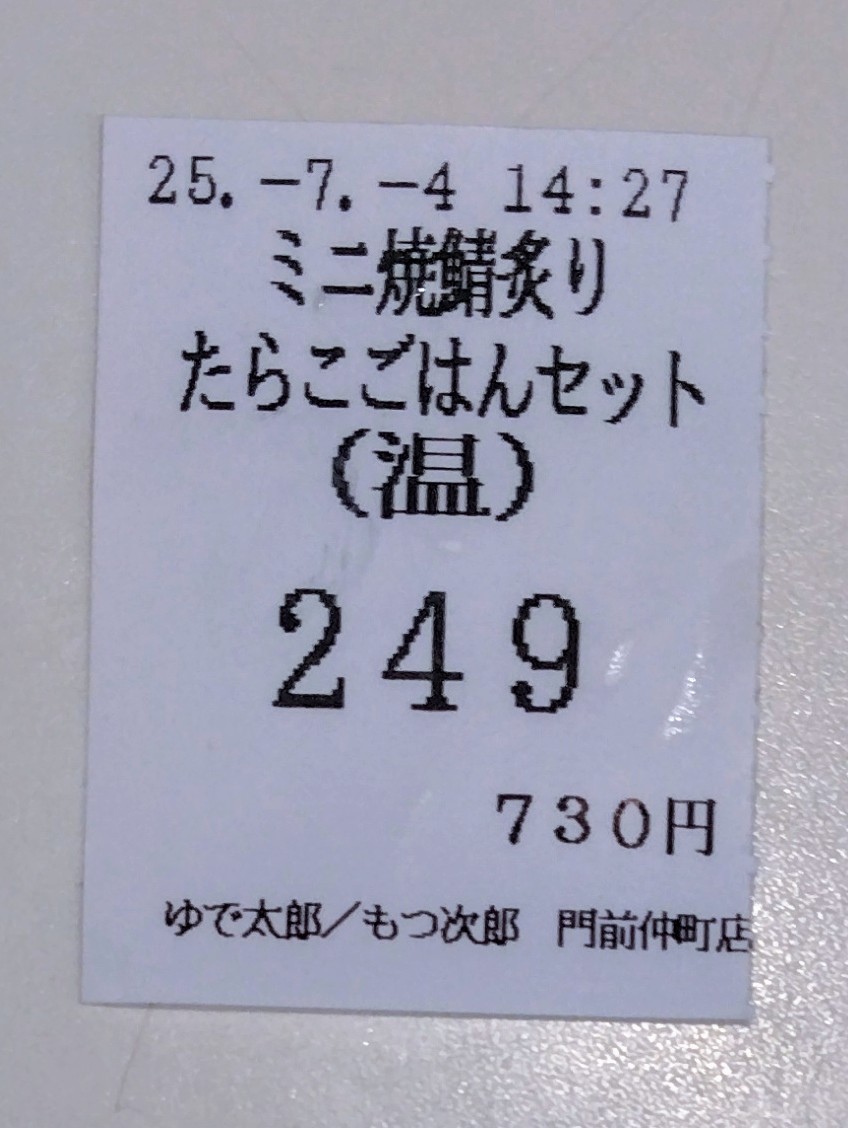 25.-7.-4 14:27
ミニ焼鯖炙り
たらこごはんセット
(温)
249
730円
ゆで太郎/もつ次郎 門前仲町店